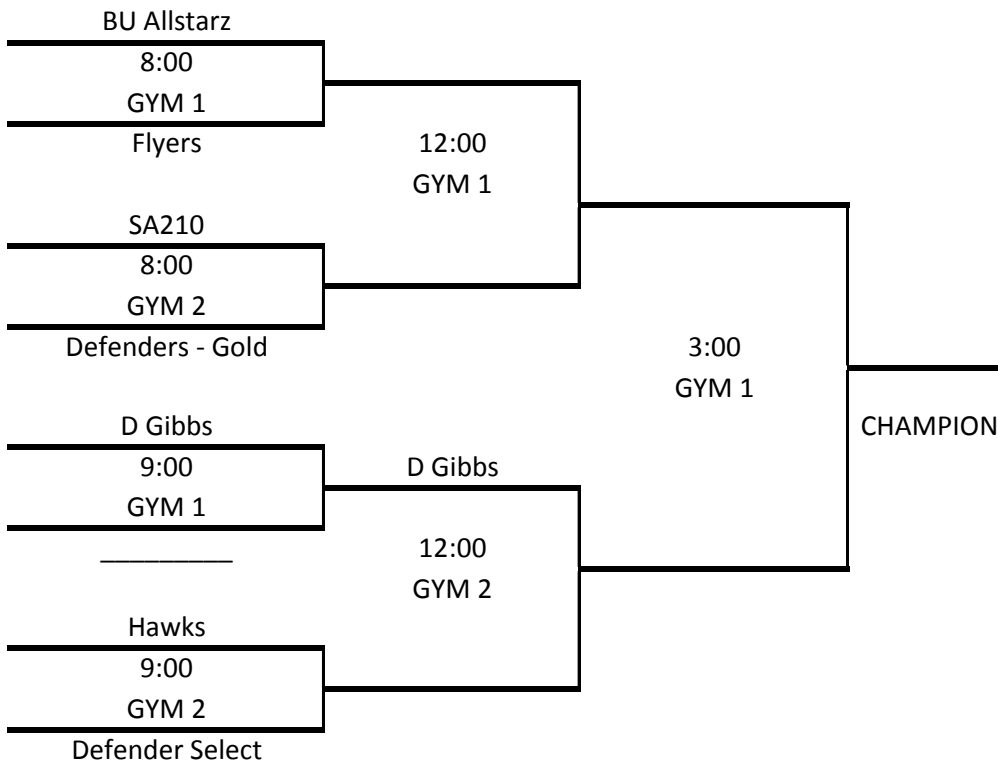 BU Allstarz
8:00
GYM 1
Flyers
12:00
GYM 1
SA210
8:00
GYM 2
Defenders - Gold
3:00
GYM 1
CHAMPION
D Gibbs
9:00
GYM 1
_________
D Gibbs
12:00
GYM 2
Hawks
9:00
GYM 2
Defender Select